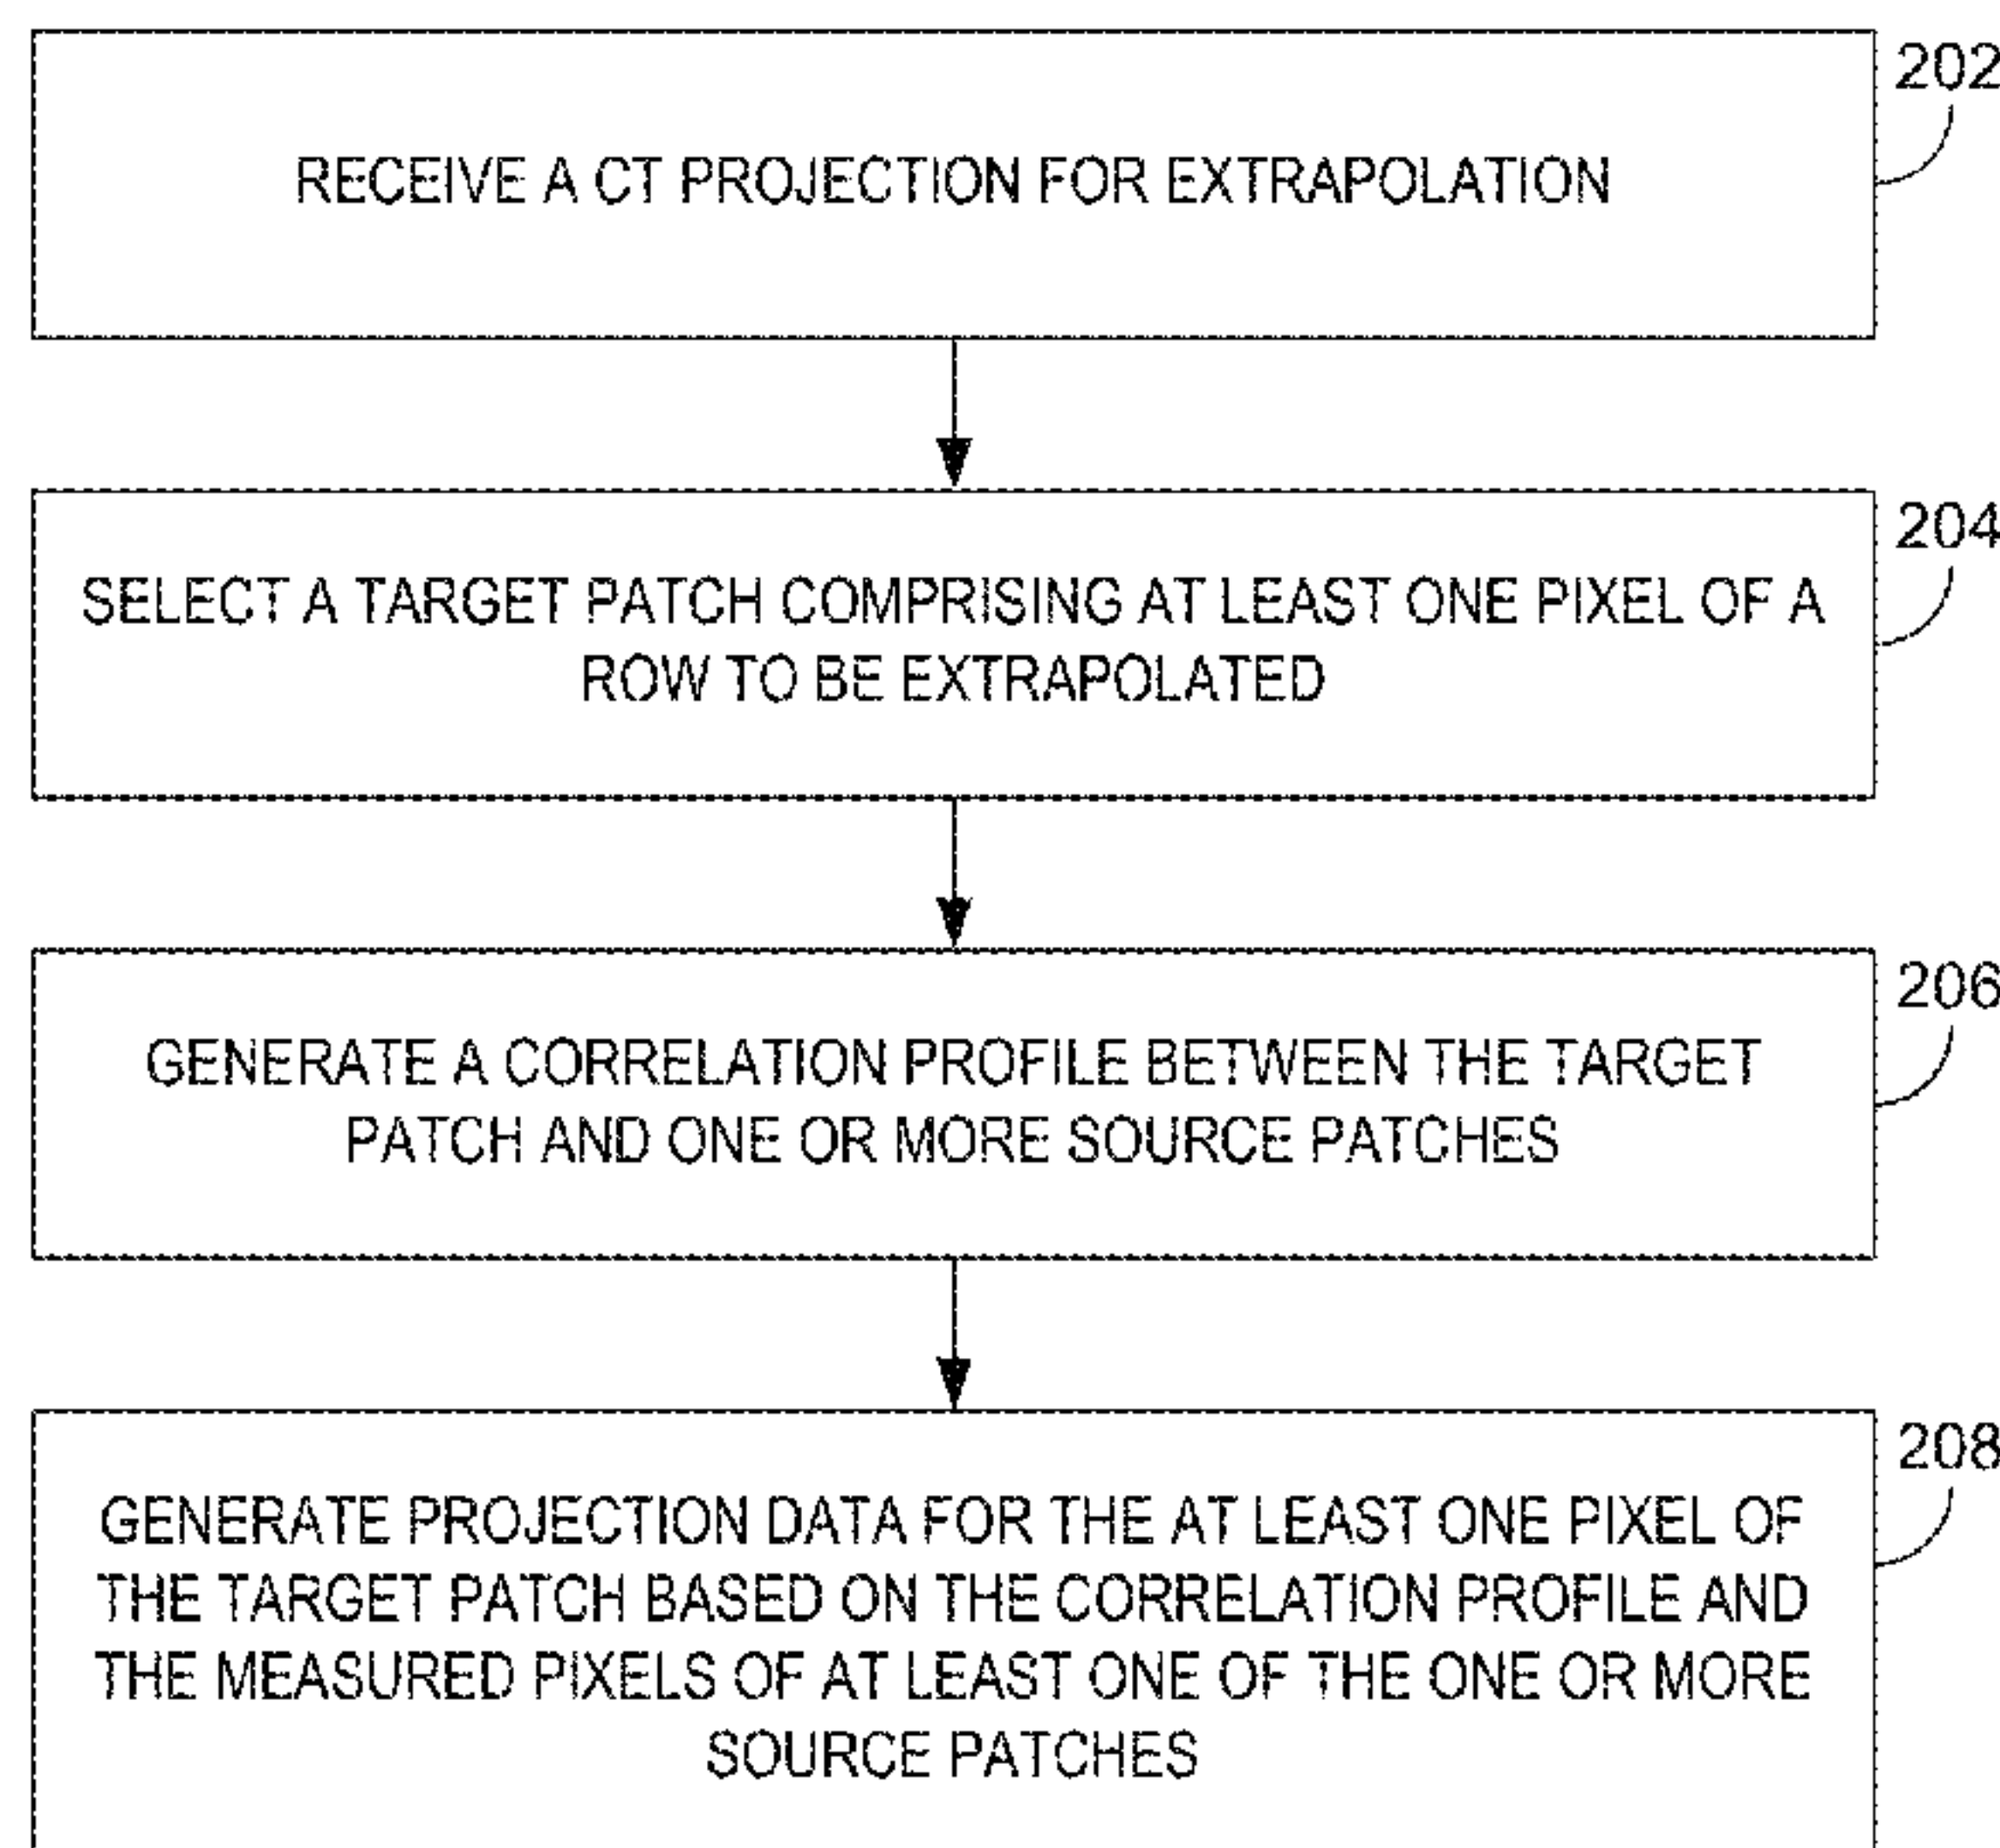 202
RECEIVE A CT PROJECTION FOR EXTRAPOLATION
204
SELECT A TARGET PATCH COMPRISING AT LEAST ONE PIXEL OF A
ROW TO BE EXTRAPOLATED
206
GENERATE A CORRELATION PROFILE BETWEEN THE TARGET
PATCH AND ONE OR MORE SOURCE PATCHES
208
GENERATE PROJECTION DATA FOR THE AT LEAST ONE PIXEL OF
THE TARGET PATCH BASED ON THE CORRELATION PROFILE AND
THE MEASURED PIXELS OF AT LEAST ONE OF THE ONE OR MORE
SOURCE PATCHES